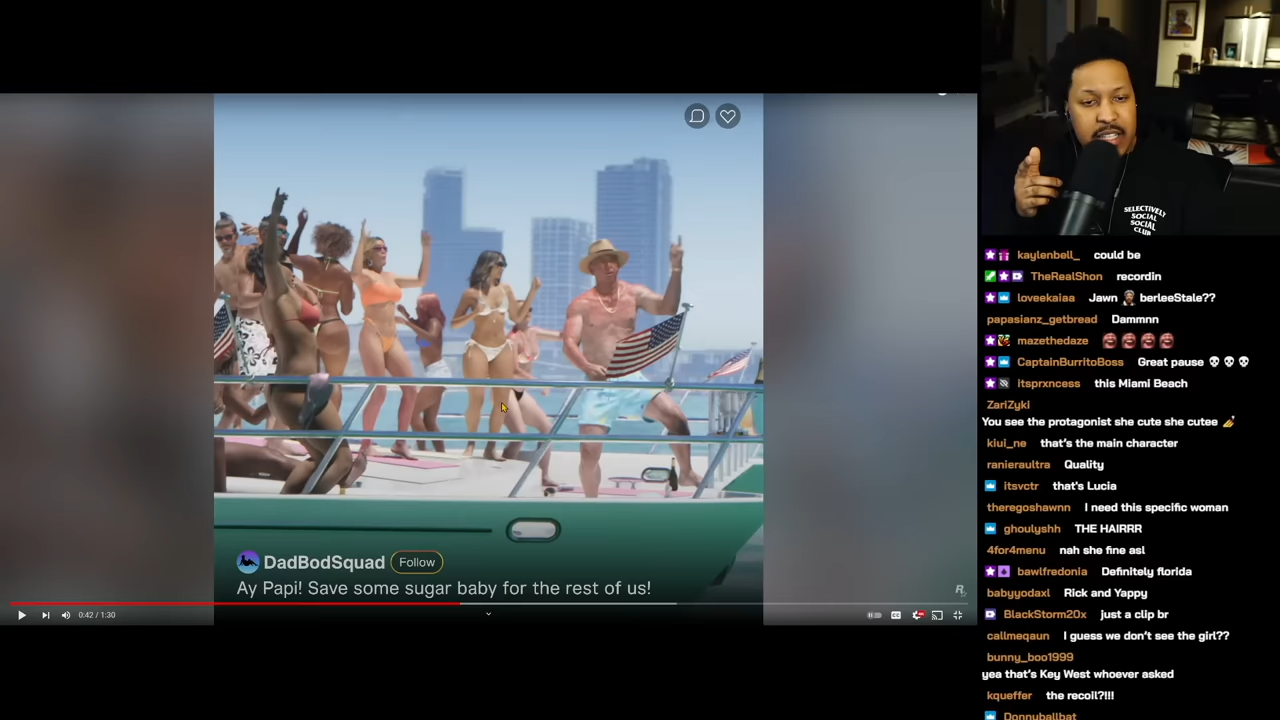 SELECTIVELY
SOCIAL
SOCIAL
CLUB
kaylenbell_ could be
TheRealShon recordin
loveekaiaa Jawn berleeStale??
papasianz_getbread Dammnn
mazethedaze
CaptainBurritoBoss Great pause 💀💀💀
itsprxncess this Miami Beach
ZariZyki
You see the protagonist she cute she cutee 💅
kiui_ne that's the main character
ranieraultra Quality
itsvctr that's Lucia
theregoshawnn I need this specific woman
ghoulyshh THE HAIRRR
4for4menu nah she fine asl
bawlfredonia Definitely florida
babyyodaxl Rick and Yappy
BlackStorm20x just a clip br
callmeqaun I guess we don't see the girl??
bunny_boo1999
yea that's Key West whoever asked
kqueffer the recoil?!!!
Donnyballbat
DadBodSquad Follow
Ay Papi! Save some sugar baby for the rest of us!
R
0:42 / 1:30